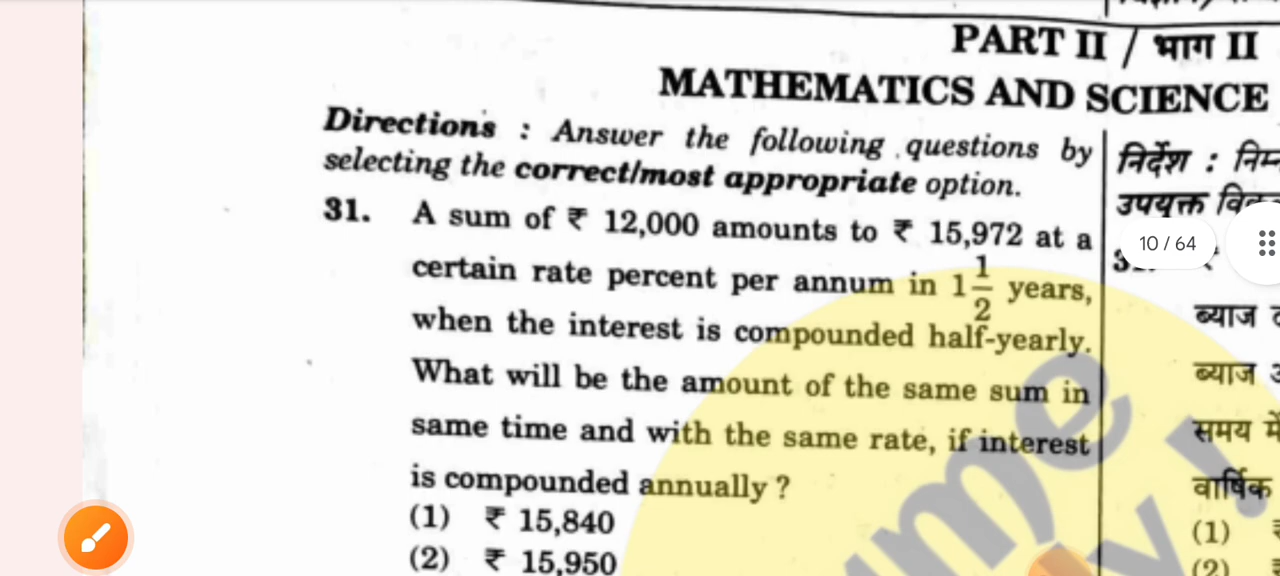 PART II / भाग II
MATHEMATICS AND SCIENCE
Directions : Answer the following questions by
selecting the correct/most appropriate option.
31. A sum of ₹ 12,000 amounts to ₹ 15,972 at a
certain rate percent per annum in 1 1/2 years,
when the interest is compounded half-yearly.
What will be the amount of the same sum in
same time and with the same rate, if interest
is compounded annually ?
(1) ₹ 15,840
(2) ₹ 15,950
निर्देश :
उपयुक्त
10 / 64
ब्याज
ब्याज
समय में
वार्षिक
(1)
(2)